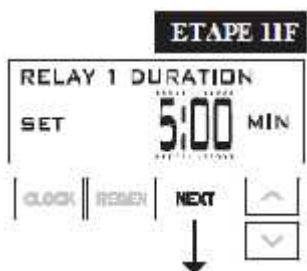 ETAPE 11F
RELAY 1 DURATION
SET 5:00 MIN
CLOCK REGEN NEXT